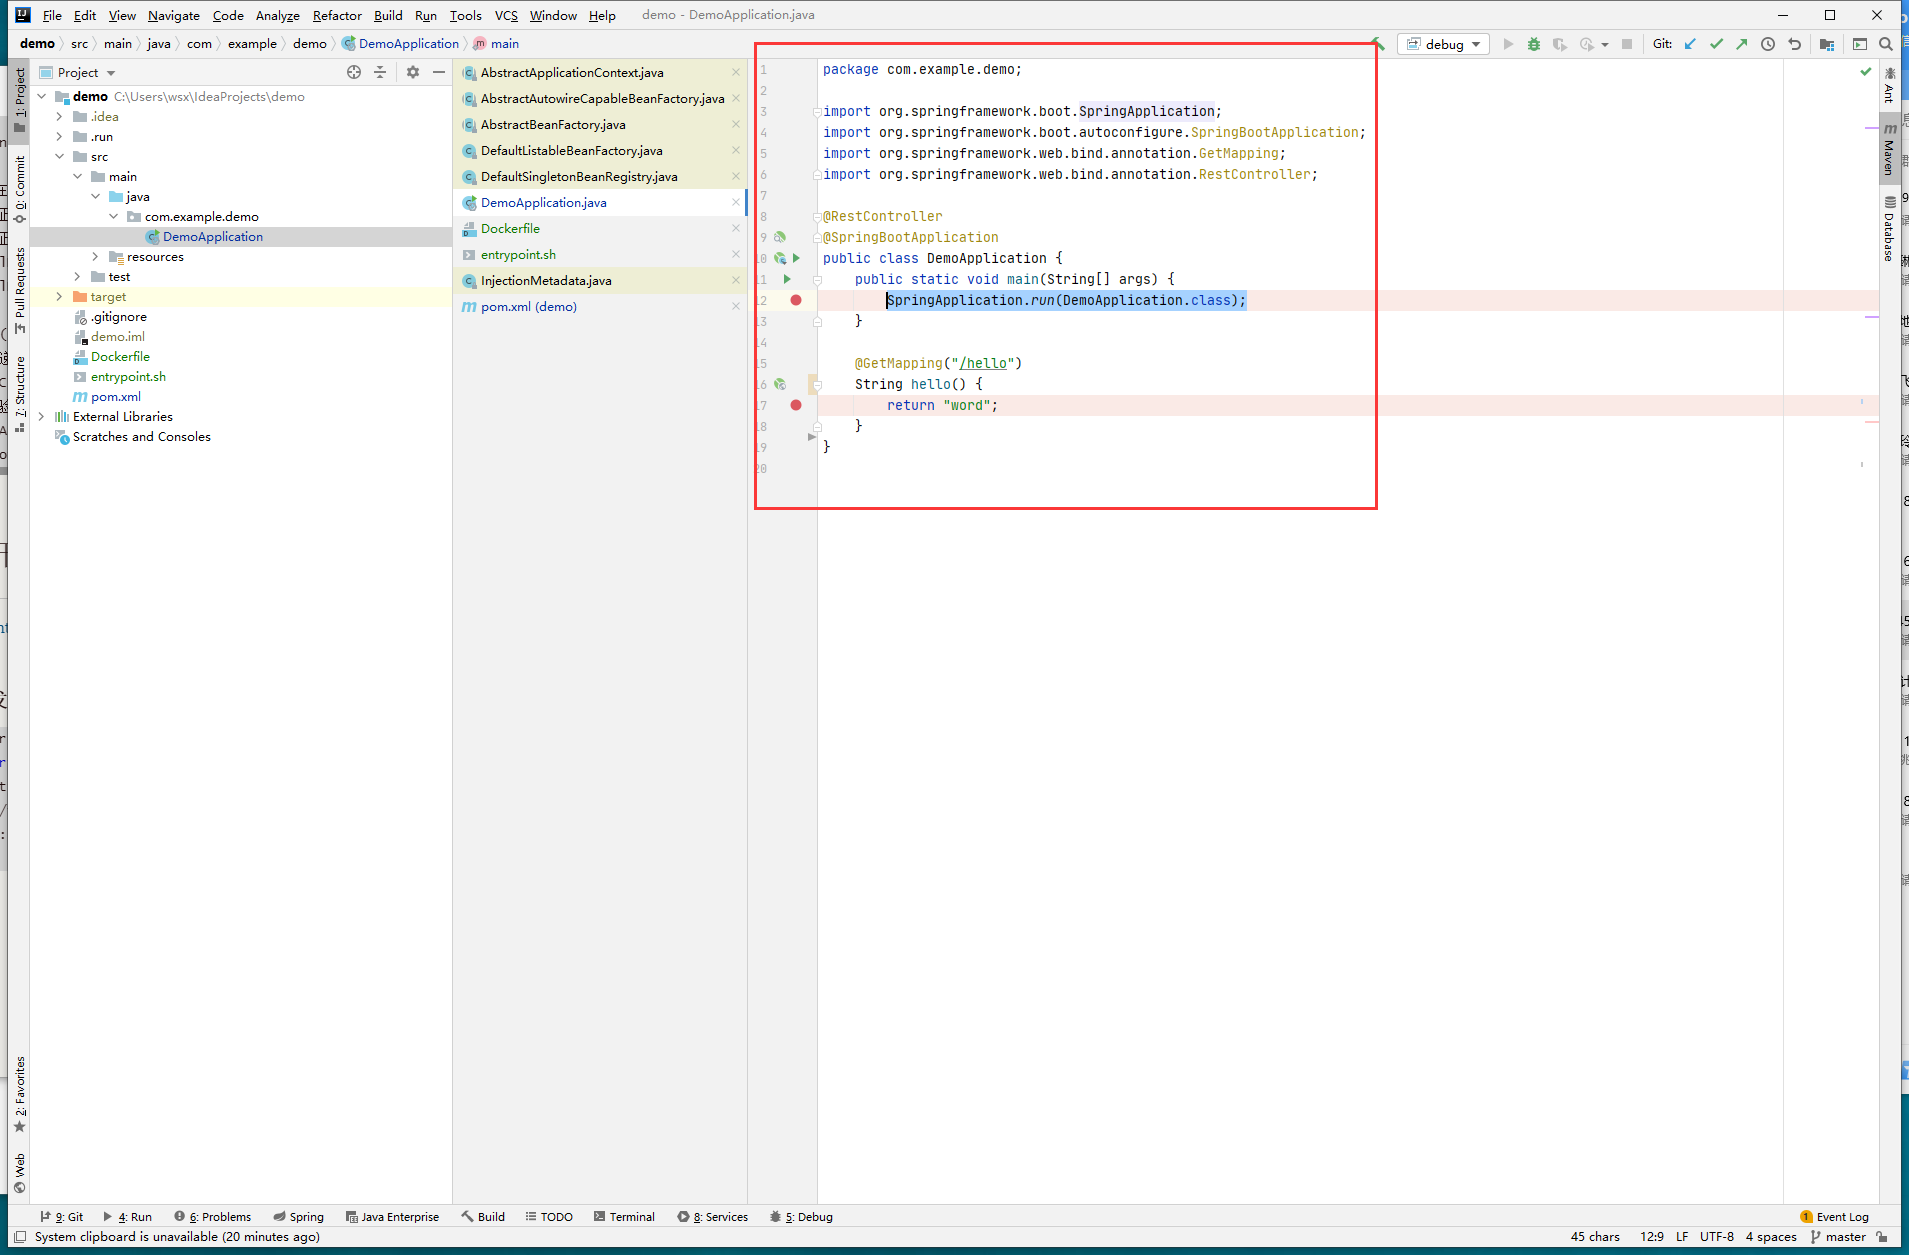 File Edit View Navigate Code Analyze Refactor Build Run Tools VCS Window Help demo - DemoApplication.java
demo src main java com example demo DemoApplication main
debug
Git:
Project
demo C:\Users\wsx\IdeaProjects\demo
.idea
.run
src
main
java
com.example.demo
DemoApplication
resources
test
target
.gitignore
demo.iml
Dockerfile
entrypoint.sh
pom.xml
External Libraries
Scratches and Consoles
1: Project
0: Commit
Pull Requests
7: Structure
2: Favorites
Web
AbstractApplicationContext.java
AbstractAutowireCapableBeanFactory.java
AbstractBeanFactory.java
DefaultListableBeanFactory.java
DefaultSingletonBeanRegistry.java
DemoApplication.java
Dockerfile
entrypoint.sh
InjectionMetadata.java
pom.xml (demo)
1 package com.example.demo;
2
3 import org.springframework.boot.SpringApplication;
4 import org.springframework.boot.autoconfigure.SpringBootApplication;
5 import org.springframework.web.bind.annotation.GetMapping;
6 import org.springframework.web.bind.annotation.RestController;
7
8 @RestController
9 @SpringBootApplication
10 public class DemoApplication {
11 public static void main(String[] args) {
12 SpringApplication.run(DemoApplication.class);
13 }
14
15 @GetMapping("/hello")
16 String hello() {
17 return "word";
18 }
19 }
20
Ant
Maven
Database
9: Git 4: Run 6: Problems Spring Java Enterprise Build TODO Terminal 8: Services 5: Debug
1 Event Log
System clipboard is unavailable (20 minutes ago)
45 chars 12:9 LF UTF-8 4 spaces master